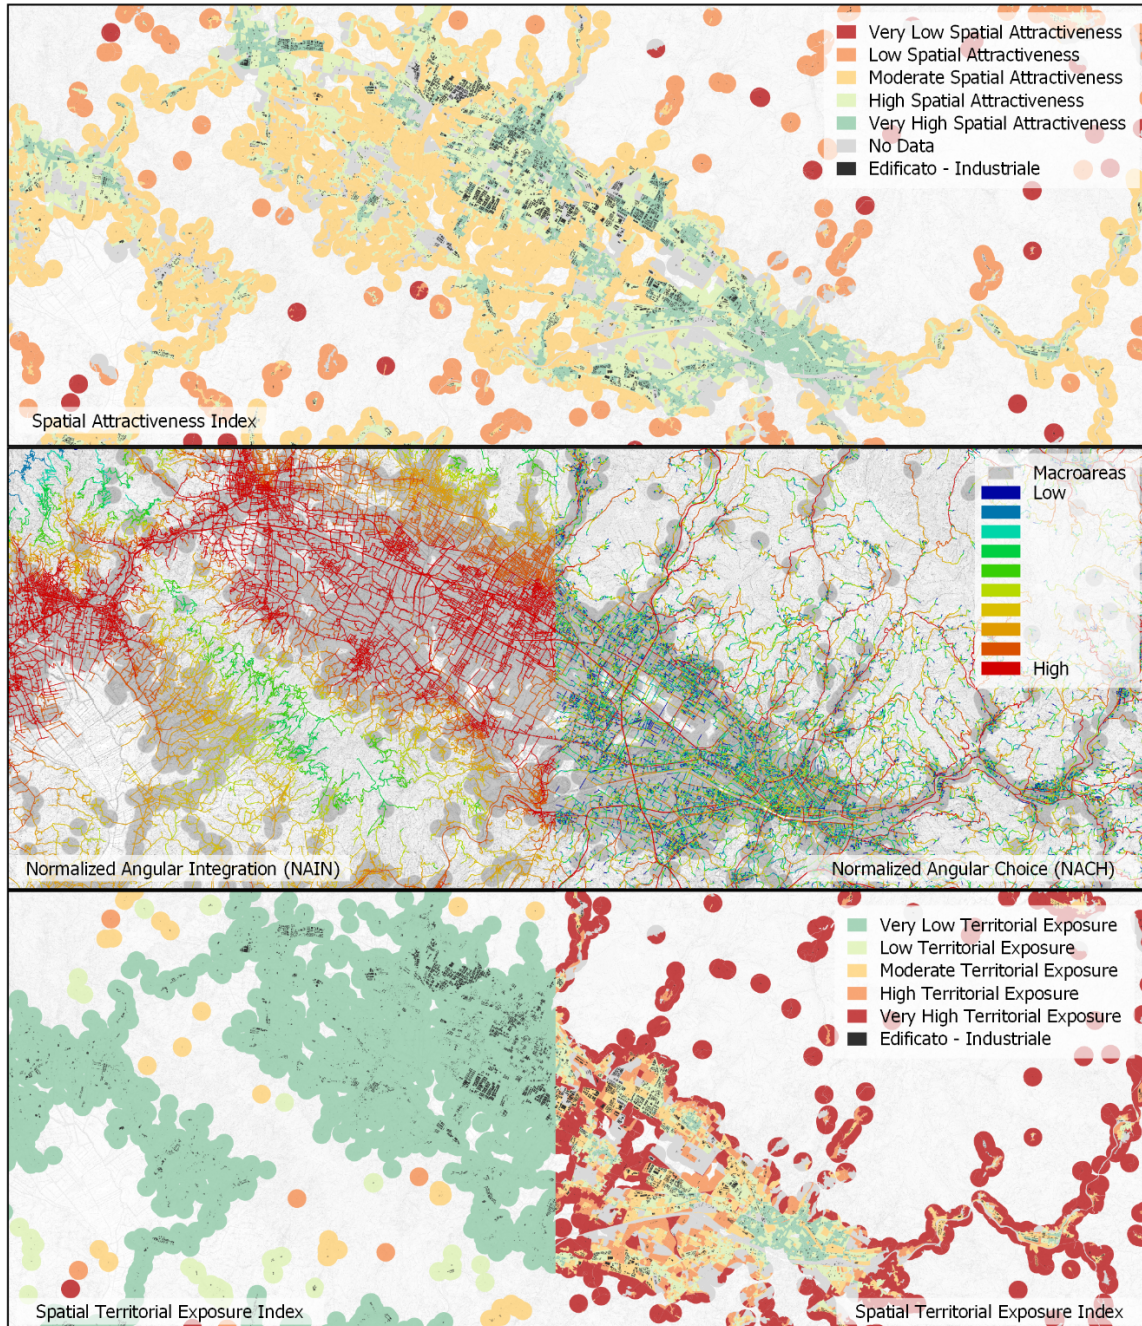 Very Low Spatial Attractiveness
Low Spatial Attractiveness
Moderate Spatial Attractiveness
High Spatial Attractiveness
Very High Spatial Attractiveness
No Data
Edificato - Industriale
Spatial Attractiveness Index
Macroareas
Low
High
Normalized Angular Integration (NAIN)
Normalized Angular Choice (NACH)
Very Low Territorial Exposure
Low Territorial Exposure
Moderate Territorial Exposure
High Territorial Exposure
Very High Territorial Exposure
Edificato - Industriale
Spatial Territorial Exposure Index
Spatial Territorial Exposure Index